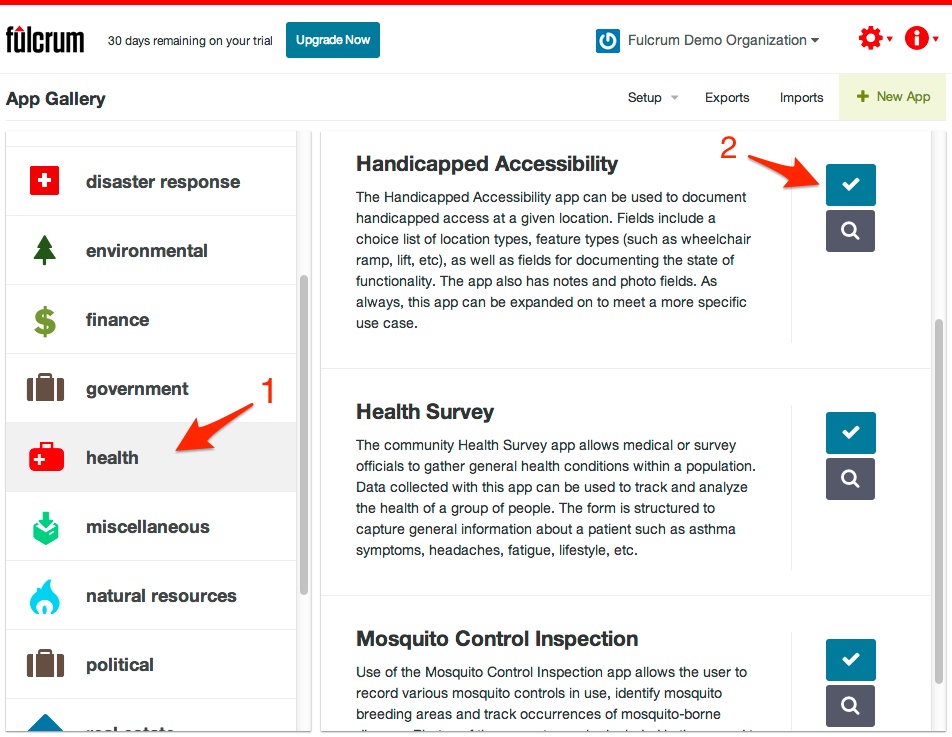 fulcrum
30 days remaining on your trial
Upgrade Now
Fulcrum Demo Organization
App Gallery
Setup
Exports
Imports
+ New App
disaster response
environmental
finance
government
health
miscellaneous
natural resources
political
real estate
1
Handicapped Accessibility
The Handicapped Accessibility app can be used to document
handicapped access at a given location. Fields include a
choice list of location types, feature types (such as wheelchair
ramp, lift, etc), as well as fields for documenting the state of
functionality. The app also has notes and photo fields. As
always, this app can be expanded on to meet a more specific
use case.
2
Health Survey
The community Health Survey app allows medical or survey
officials to gather general health conditions within a population.
Data collected with this app can be used to track and analyze
the health of a group of people. The form is structured to
capture general information about a patient such as asthma
symptoms, headaches, fatigue, lifestyle, etc.
Mosquito Control Inspection
Use of the Mosquito Control Inspection app allows the user to
record various mosquito controls in use, identify mosquito
breeding areas and track occurrences of mosquito-borne